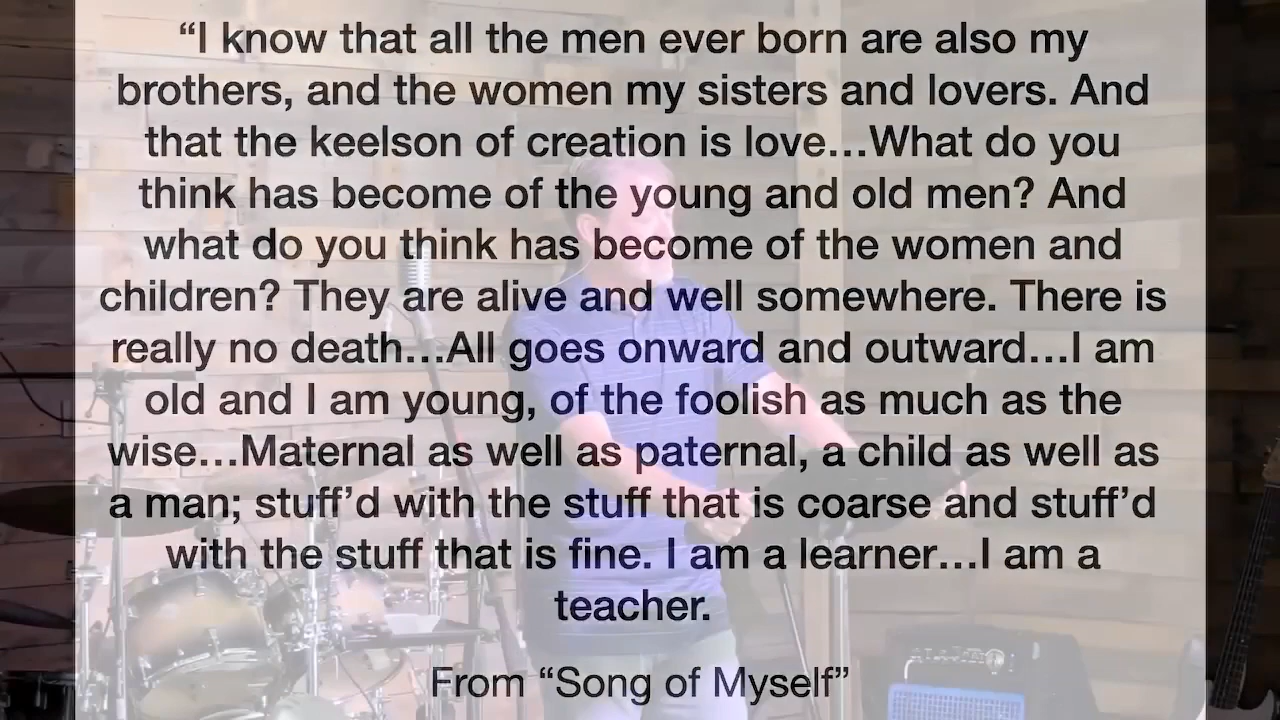 “I know that all the men ever born are also my
brothers, and the women my sisters and lovers. And
that the keelson of creation is love...What do you
think has become of the young and old men? And
what do you think has become of the women and
children? They are alive and well somewhere. There is
really no death...All goes onward and outward...I am
old and I am young, of the foolish as much as the
wise...Maternal as well as paternal, a child as well as
a man; stuff’d with the stuff that is coarse and stuff’d
with the stuff that is fine. I am a learner...I am a
teacher.
From “Song of Myself”